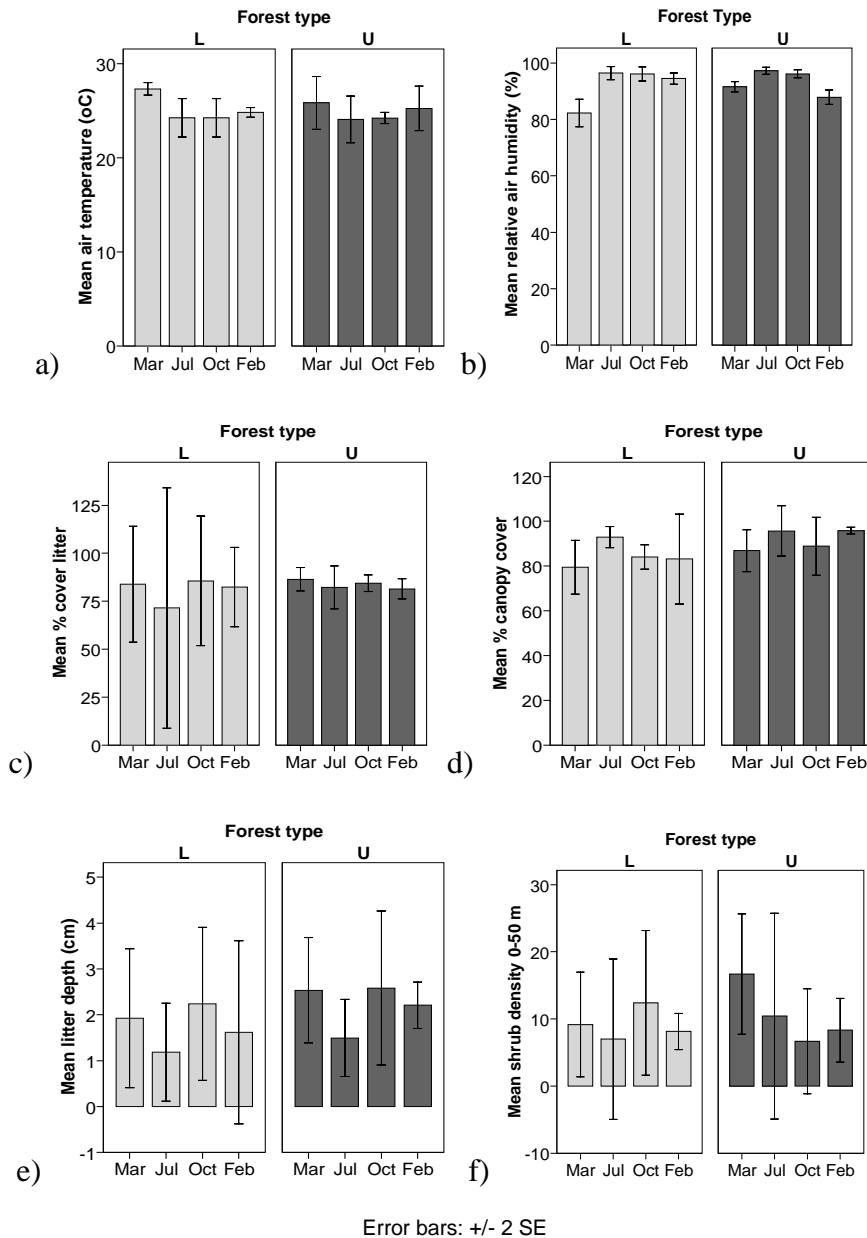 Forest type
L U
Mean air temperature (oC)
30
20
10
0
Mar Jul Oct Feb Mar Jul Oct Feb
a)
Forest Type
L U
Mean relative air humidity (%)
100
80
60
40
20
0
Mar Jul Oct Feb Mar Jul Oct Feb
b)
Forest type
L U
Mean % cover litter
125
100
75
50
25
0
Mar Jul Oct Feb Mar Jul Oct Feb
c)
Forest type
L U
Mean % canopy cover
120
100
80
60
40
20
0
Mar Jul Oct Feb Mar Jul Oct Feb
d)
Forest type
L U
Mean litter depth (cm)
5
4
3
2
1
0
-1
Mar Jul Oct Feb Mar Jul Oct Feb
e)
Forest type
L U
Mean shrub density 0-50 m
30
20
10
0
-10
Mar Jul Oct Feb Mar Jul Oct Feb
f)
Error bars: +/- 2 SE